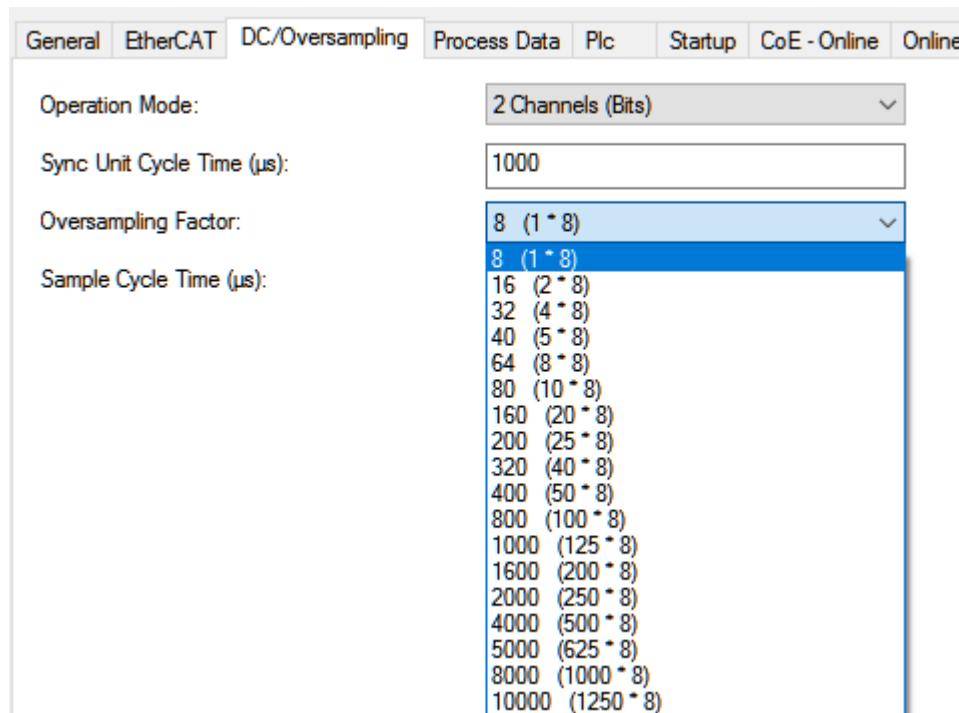 General EtherCAT DC/Oversampling Process Data Plc Startup CoE - Online Online
Operation Mode: 2 Channels (Bits)
Sync Unit Cycle Time (µs): 1000
Oversampling Factor: 8 (1 * 8)
8 (1 * 8)
Sample Cycle Time (µs):
16 (2 * 8)
32 (4 * 8)
40 (5 * 8)
64 (8 * 8)
80 (10 * 8)
160 (20 * 8)
200 (25 * 8)
320 (40 * 8)
400 (50 * 8)
800 (100 * 8)
1000 (125 * 8)
1600 (200 * 8)
2000 (250 * 8)
4000 (500 * 8)
5000 (625 * 8)
8000 (1000 * 8)
10000 (1250 * 8)